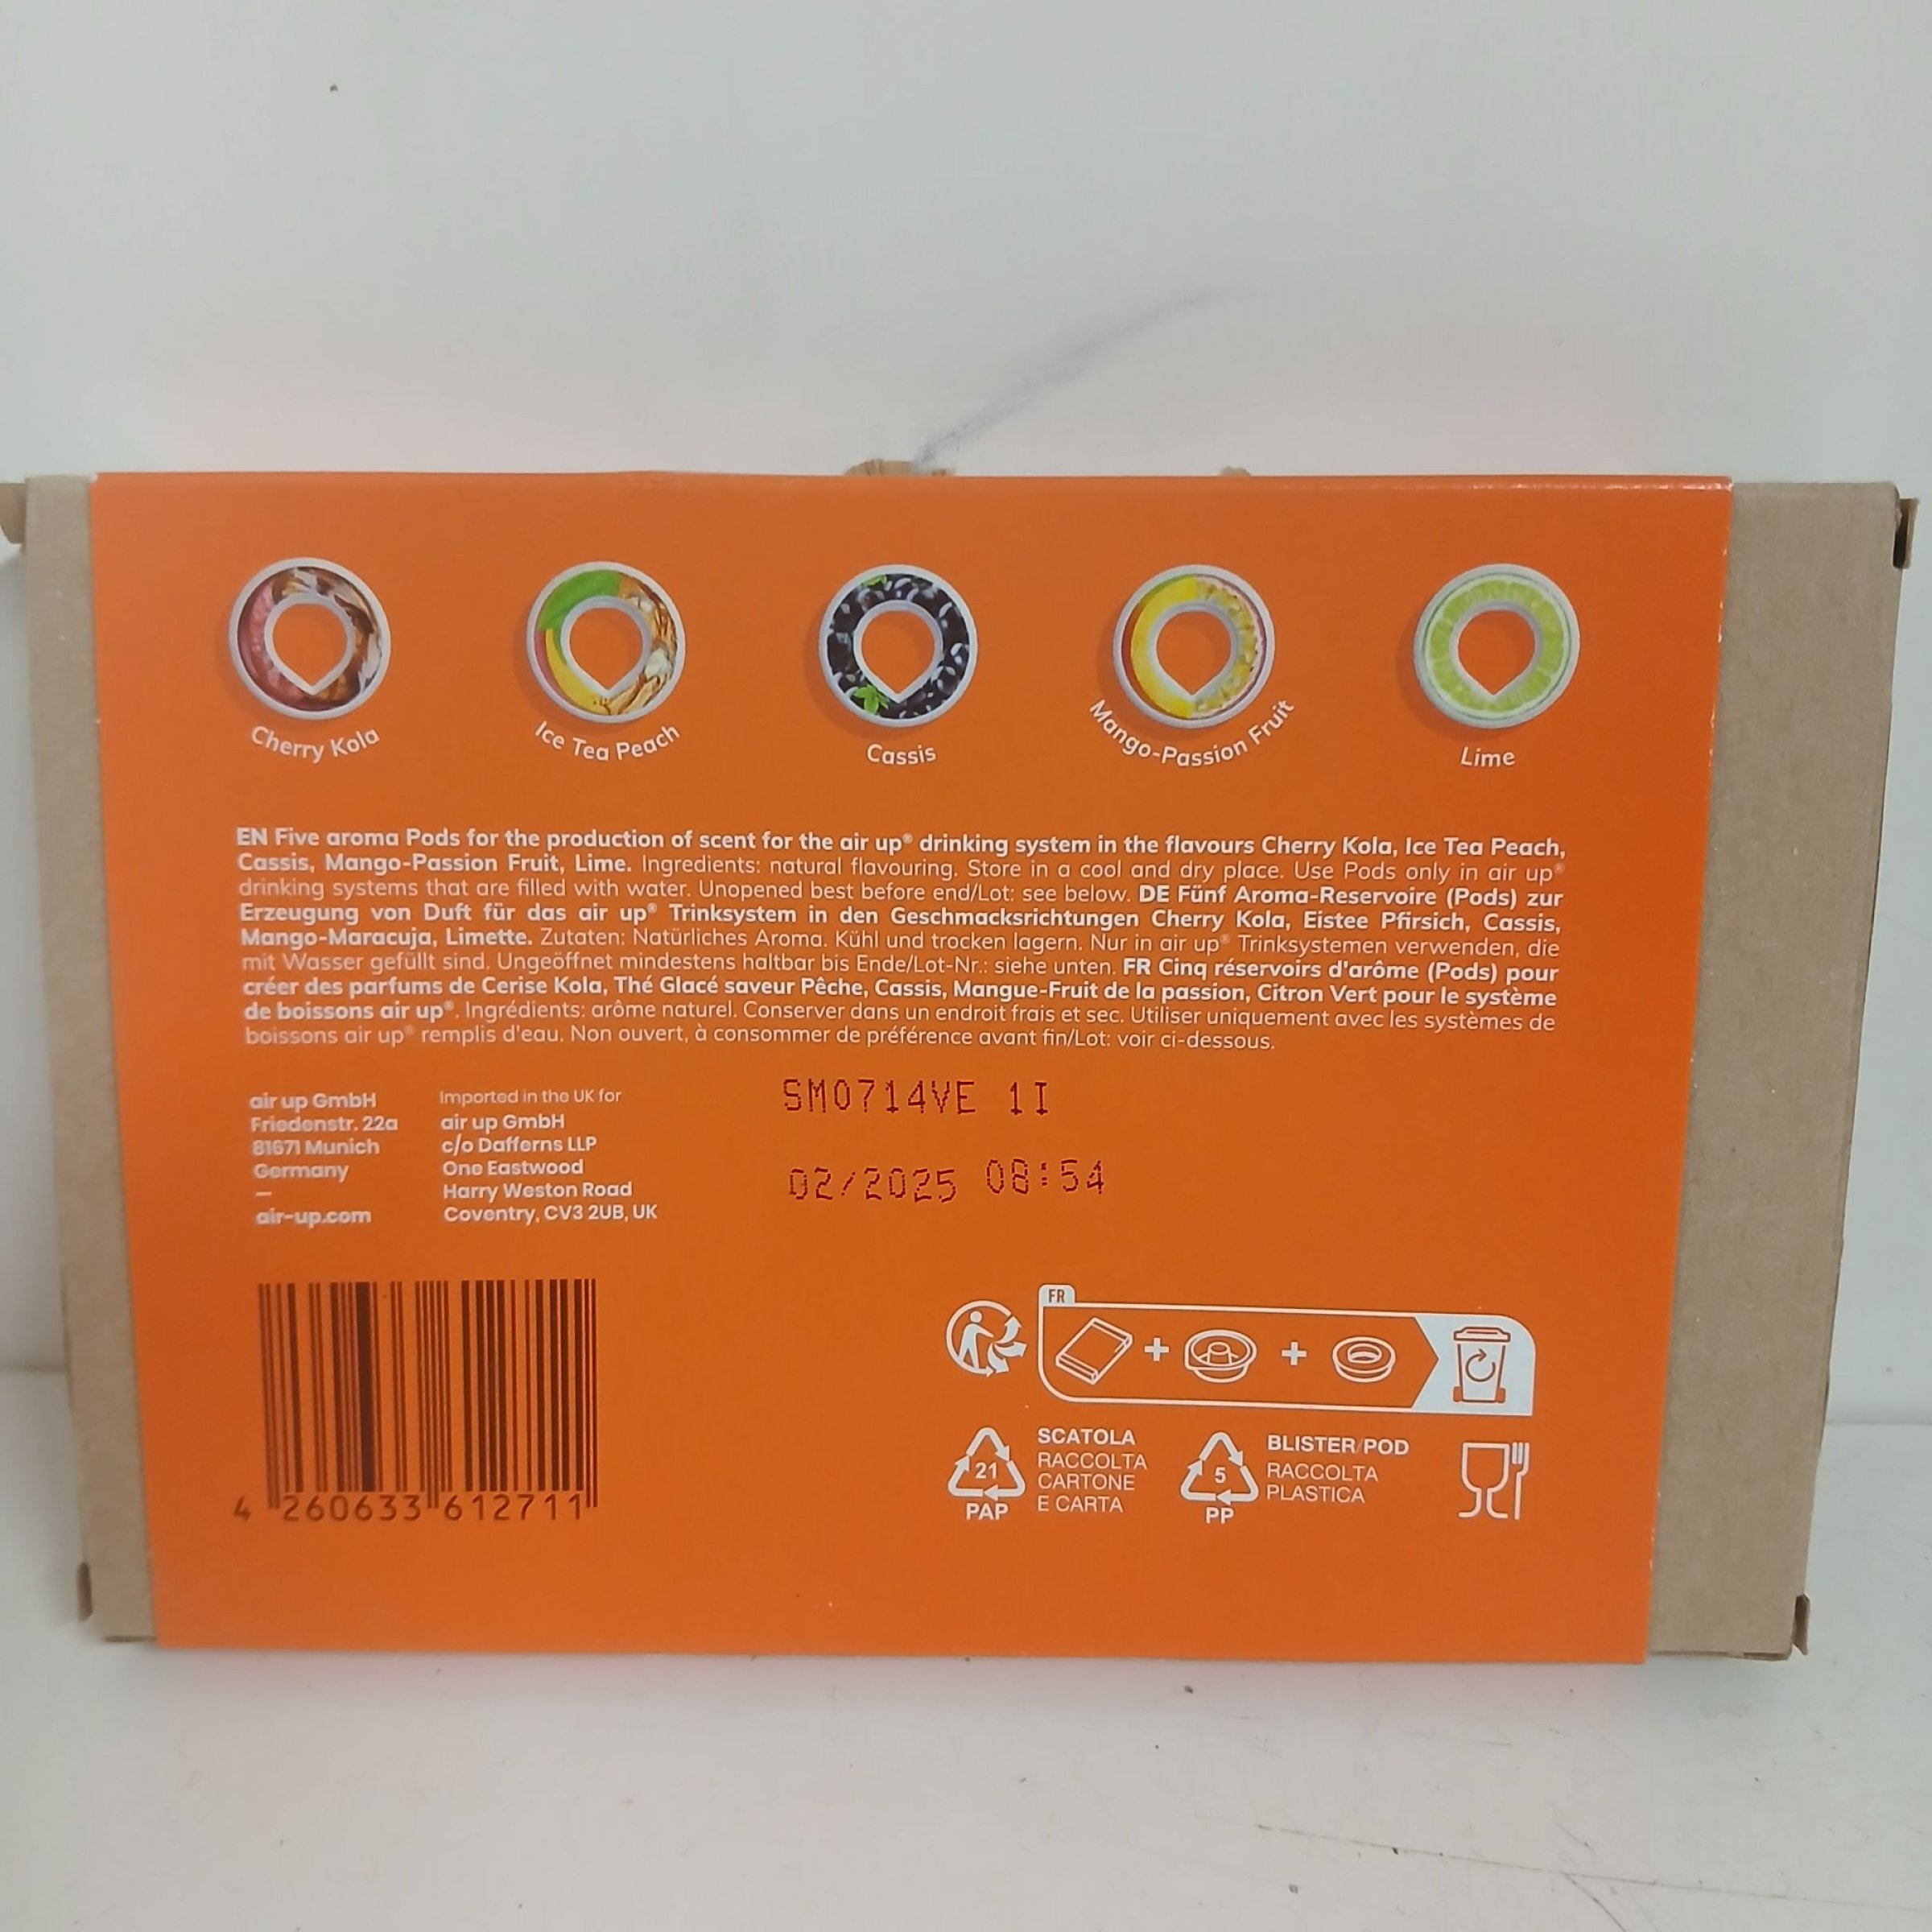 Cherry Kola
Ice Tea Peach
Cassis
Mango-Passion Fruit
Lime
EN Five aroma Pods for the production of scent for the air up® drinking system in the flavours Cherry Kola, Ice Tea Peach,
Cassis, Mango-Passion Fruit, Lime. Ingredients: natural flavouring. Store in a cool and dry place. Use Pods only in air up®
drinking systems that are filled with water. Unopened best before end/Lot: see below. DE Fünf Aroma-Reservoire (Pods) zur
Erzeugung von Duft für das air up® Trinksystem in den Geschmacksrichtungen Cherry Kola, Eistee Pfirsich, Cassis,
Mango-Maracuja, Limette. Zutaten: Natürliches Aroma. Kühl und trocken lagern. Nur in air up® Trinksystemen verwenden, die
mit Wasser gefüllt sind. Ungeöffnet mindestens haltbar bis Ende/Lot-Nr.: siehe unten. FR Cinq réservoirs d'arôme (Pods) pour
créer des parfums de Cerise Kola, Thé Glacé saveur Pêche, Cassis, Mangue-Fruit de la passion, Citron Vert pour le système
de boissons air up®. Ingrédients: arôme naturel. Conserver dans un endroit frais et sec. Utiliser uniquement avec les systèmes de
boissons air up® remplis d'eau. Non ouvert, à consommer de préférence avant fin/Lot: voir ci-dessous.
air up GmbH
Friedenstr. 22a
81671 Munich
Germany
—
air-up.com
Imported in the UK for
air up GmbH
c/o Dafferns LLP
One Eastwood
Harry Weston Road
Coventry, CV3 2UB, UK
SM0714VE 1I
02/2025 08:54
4 260633 612711
FR
21
PAP
SCATOLA
RACCOLTA
CARTONE
E CARTA
5
PP
BLISTER/POD
RACCOLTA
PLASTICA